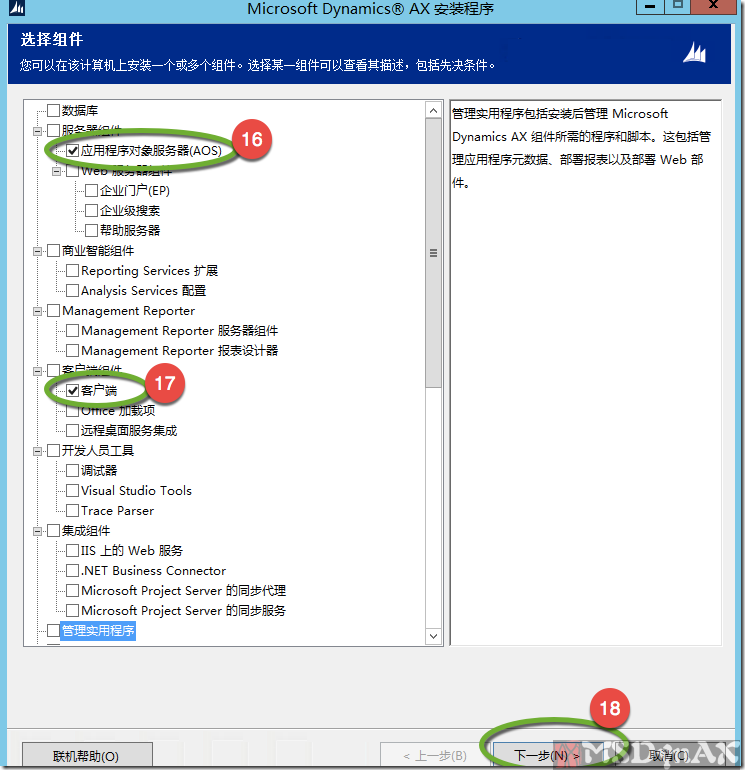 Microsoft Dynamics® AX 安装程序
选择组件
您可以在该计算机上安装一个或多个组件。选择某一组件可以查看其描述，包括先决条件。
数据库
服务器组件
应用程序对象服务器(AOS)
16
Web 服务器组件
企业门户(EP)
企业级搜索
帮助服务器
商业智能组件
Reporting Services 扩展
Analysis Services 配置
Management Reporter
Management Reporter 服务器组件
Management Reporter 报表设计器
客户端组件
客户端
17
Office 加载项
远程桌面服务集成
开发人员工具
调试器
Visual Studio Tools
Trace Parser
集成组件
IIS 上的 Web 服务
.NET Business Connector
Microsoft Project Server 的同步代理
Microsoft Project Server 的同步服务
管理实用程序
管理实用程序包括安装后管理 Microsoft
Dynamics AX 组件所需的程序和脚本。这包括管
理应用程序元数据、部署报表以及部署 Web 部
件。
18
联机帮助(O)
< 上一步(B)
下一步(N) >
取消(C)
MSDynAX